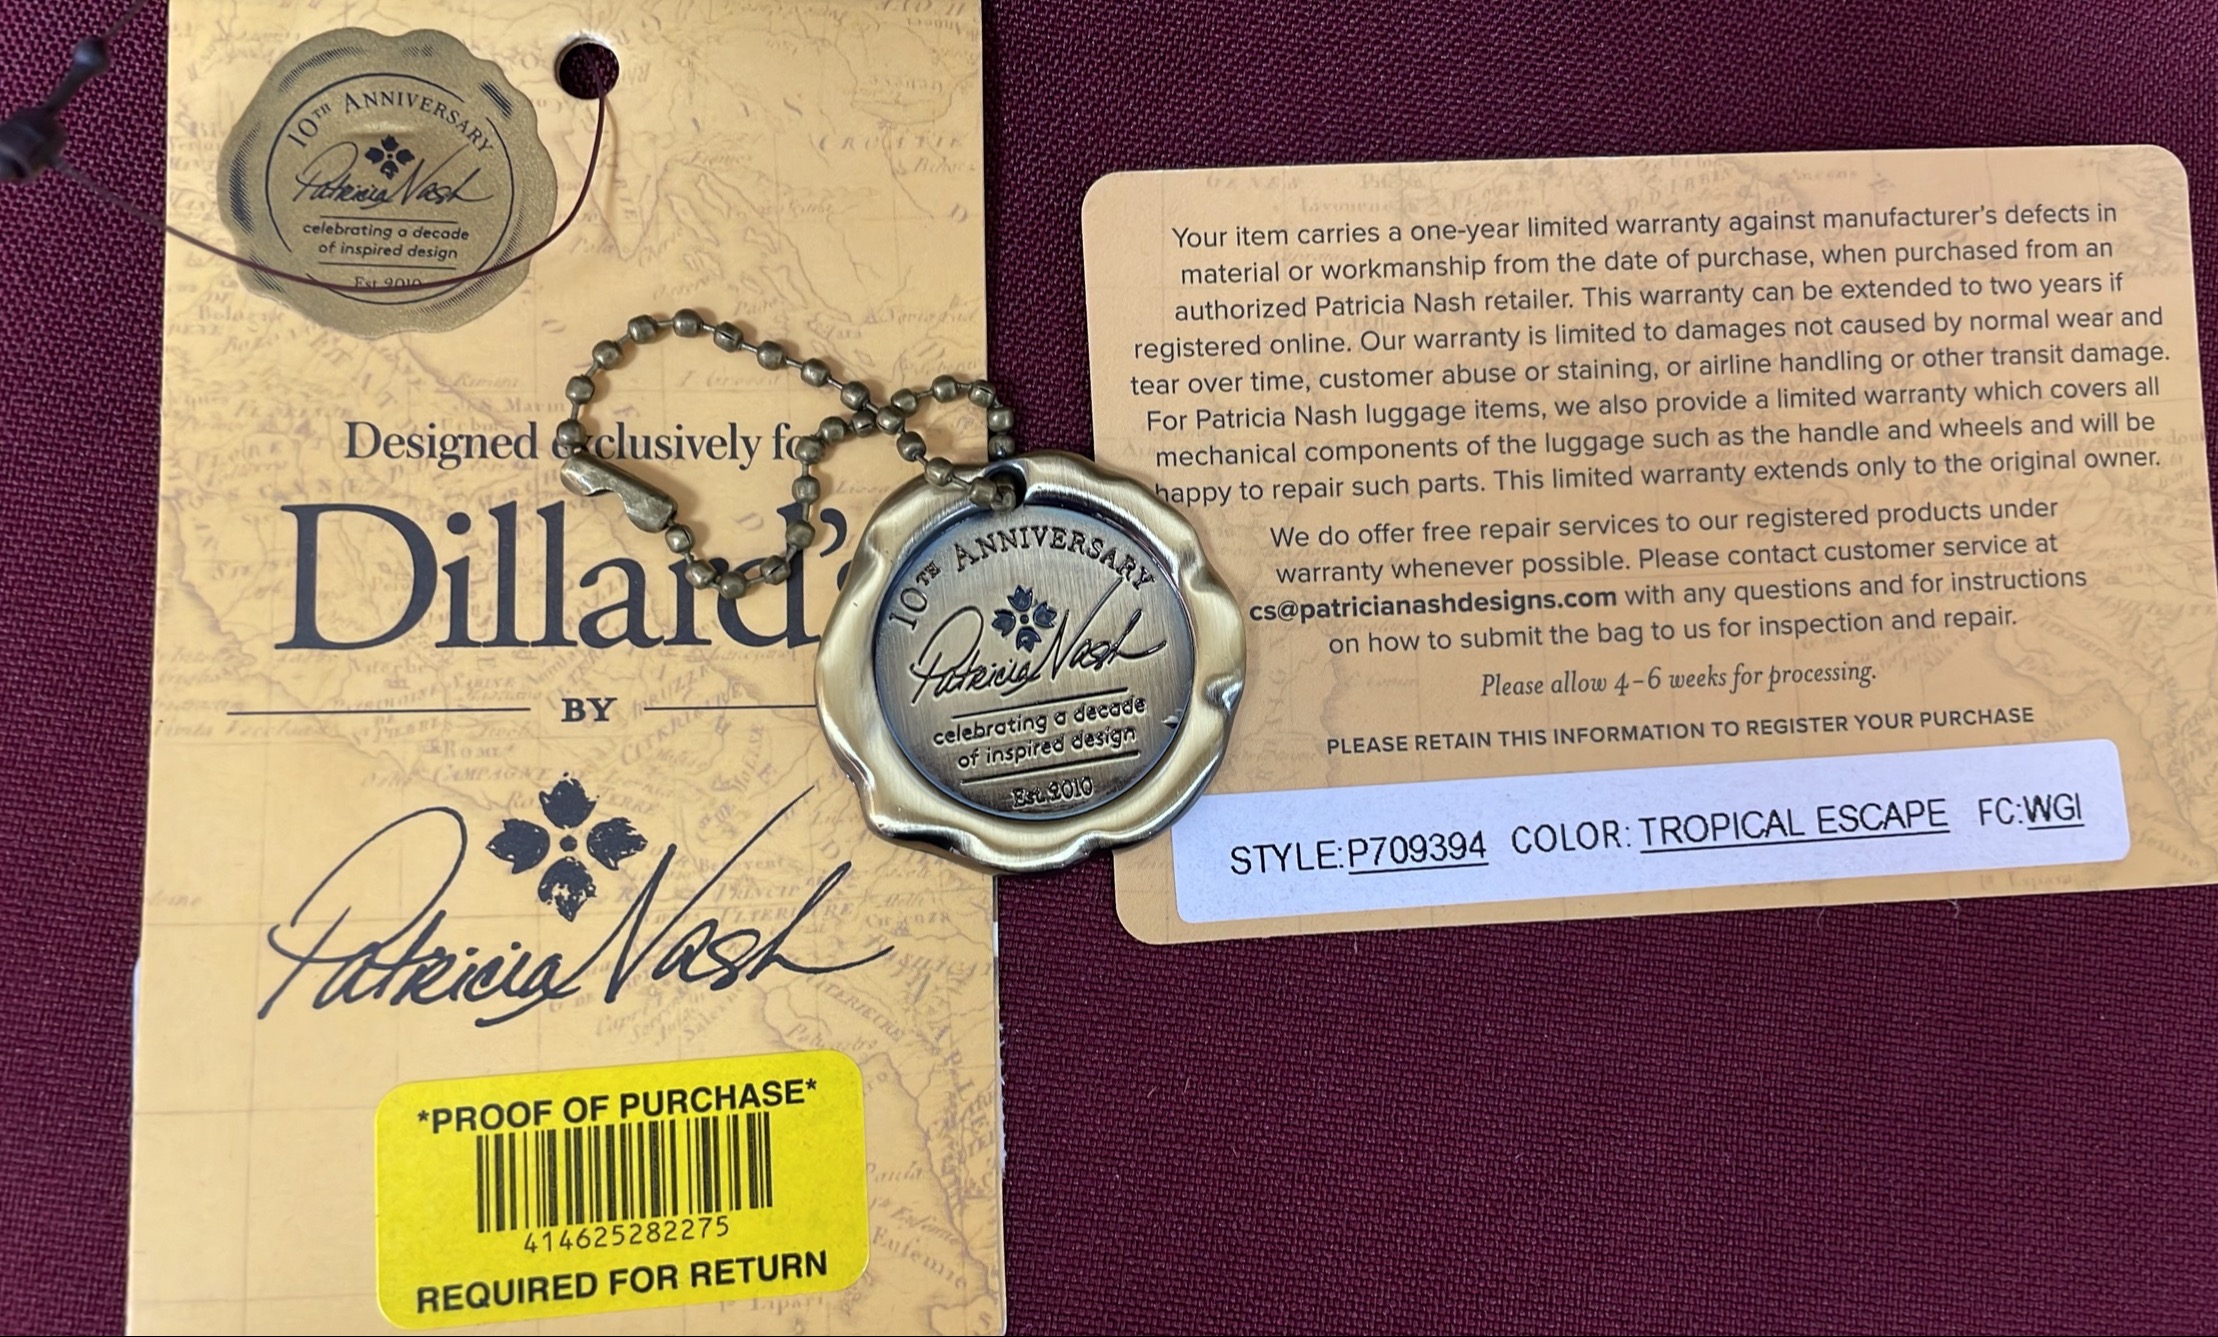 10TH ANNIVERSARY
Patricia Nash
celebrating a decade
of inspired design
Est. 2010
Designed exclusively fo
Dillard's
BY
Patricia Nash
*PROOF OF PURCHASE*
414625282275
REQUIRED FOR RETURN
10TH ANNIVERSARY
Patricia Nash
celebrating a decade
of inspired design
Est. 2010
Your item carries a one-year limited warranty against manufacturer's defects in
material or workmanship from the date of purchase, when purchased from an
authorized Patricia Nash retailer. This warranty can be extended to two years if
registered online. Our warranty is limited to damages not caused by normal wear and
tear over time, customer abuse or staining, or airline handling or other transit damage.
For Patricia Nash luggage items, we also provide a limited warranty which covers all
mechanical components of the luggage such as the handle and wheels and will be
happy to repair such parts. This limited warranty extends only to the original owner.
We do offer free repair services to our registered products under
warranty whenever possible. Please contact customer service at
cs@patricianashdesigns.com with any questions and for instructions
on how to submit the bag to us for inspection and repair.
Please allow 4-6 weeks for processing.
PLEASE RETAIN THIS INFORMATION TO REGISTER YOUR PURCHASE
STYLE:P709394 COLOR: TROPICAL ESCAPE FC:WGI